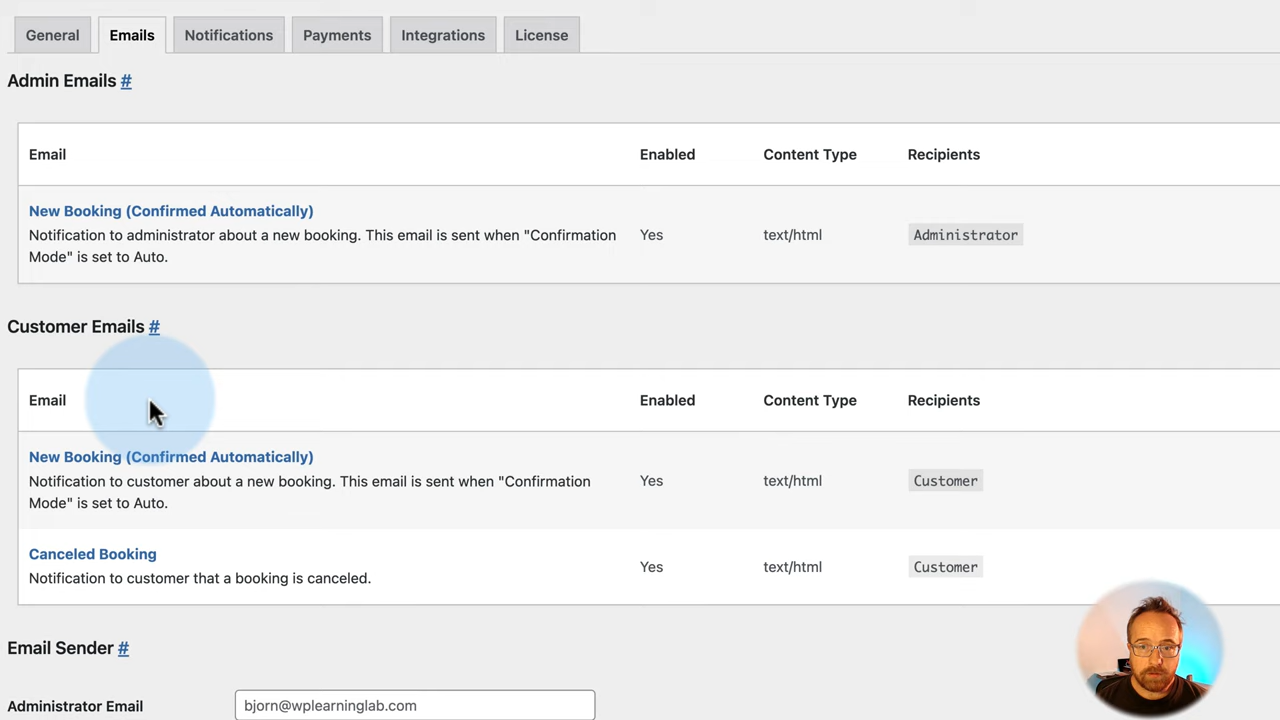 General
Emails
Notifications
Payments
Integrations
License
Admin Emails #
Email
Enabled
Content Type
Recipients
New Booking (Confirmed Automatically)
Notification to administrator about a new booking. This email is sent when "Confirmation
Mode" is set to Auto.
Yes
text/html
Administrator
Customer Emails #
Email
Enabled
Content Type
Recipients
New Booking (Confirmed Automatically)
Notification to customer about a new booking. This email is sent when "Confirmation
Mode" is set to Auto.
Yes
text/html
Customer
Canceled Booking
Notification to customer that a booking is canceled.
Yes
text/html
Customer
Email Sender #
Administrator Email
bjorn@wplearninglab.com